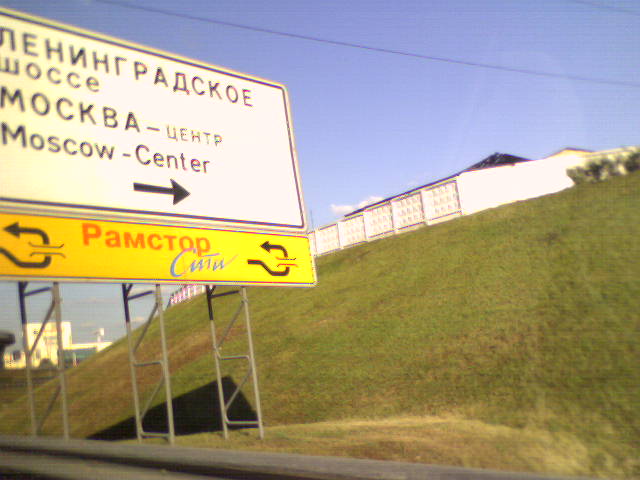 ЛЕНИНГРАДСКОЕ
шоссе
МОСКВА - ЦЕНТР
Moscow - Center
Рамстор
Сити